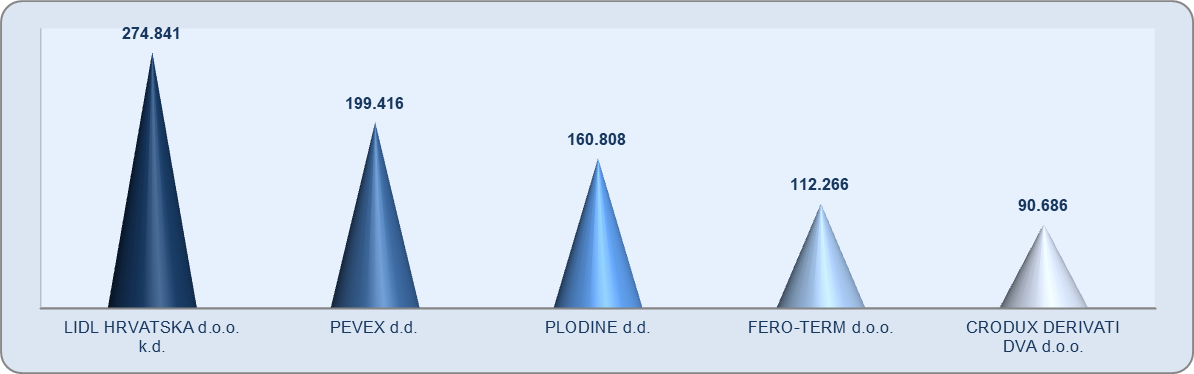 274.841
199.416
160.808
112.266
90.686
LIDL HRVATSKA d.o.o.
k.d.
PEVEX d.d.
PLODINE d.d.
FERO-TERM d.o.o.
CRODUX DERIVATI
DVA d.o.o.